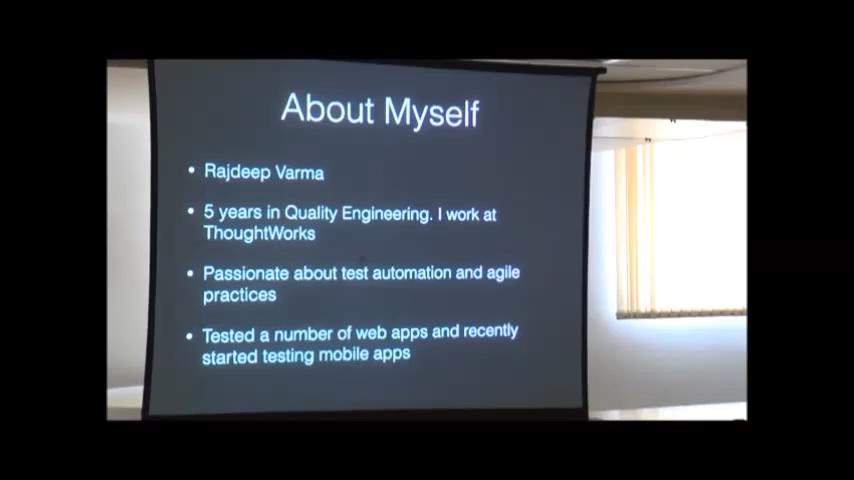 About Myself
• Rajdeep Varma
• 5 years in Quality Engineering. I work at
ThoughtWorks
• Passionate about test automation and agile
practices
• Tested a number of web apps and recently
started testing mobile apps